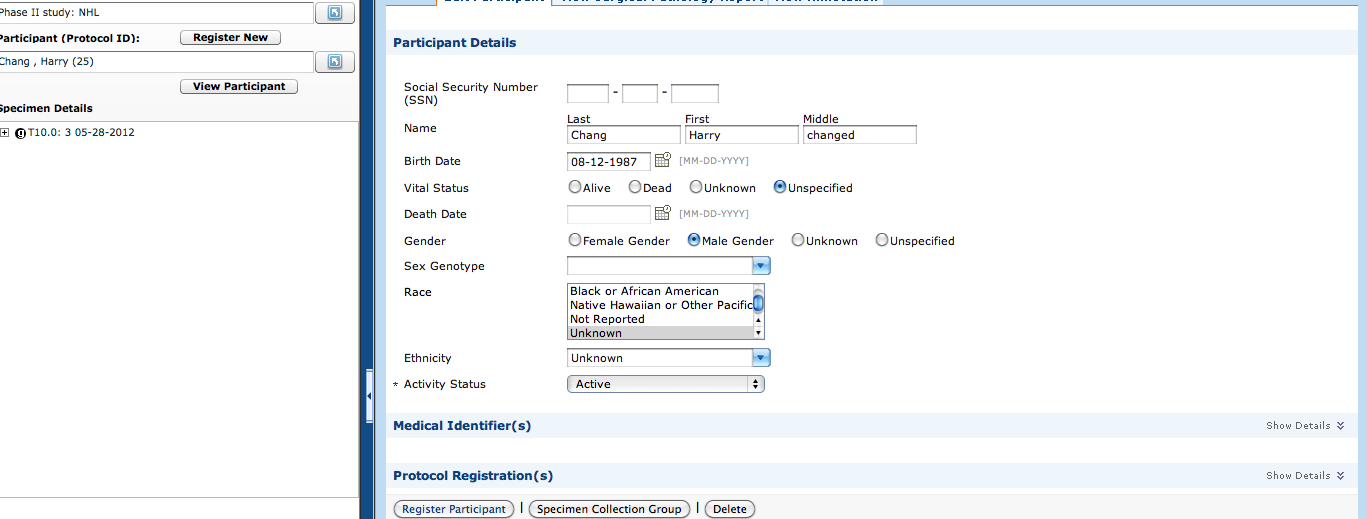 Phase II study: NHL
Participant (Protocol ID): Register New
Chang , Harry (25)
View Participant
Specimen Details
T10.0: 3 05-28-2012
Edit Participant View Surgical Pathology Report View Annotation
Participant Details
Social Security Number
(SSN) - -
Last First Middle
Name Chang Harry changed
Birth Date 08-12-1987 [MM-DD-YYYY]
Vital Status Alive Dead Unknown Unspecified
Death Date [MM-DD-YYYY]
Gender Female Gender Male Gender Unknown Unspecified
Sex Genotype
Race Black or African American
Native Hawaiian or Other Pacific
Not Reported
Unknown
Ethnicity Unknown
* Activity Status Active
Medical Identifier(s) Show Details
Protocol Registration(s) Show Details
Register Participant | Specimen Collection Group | Delete